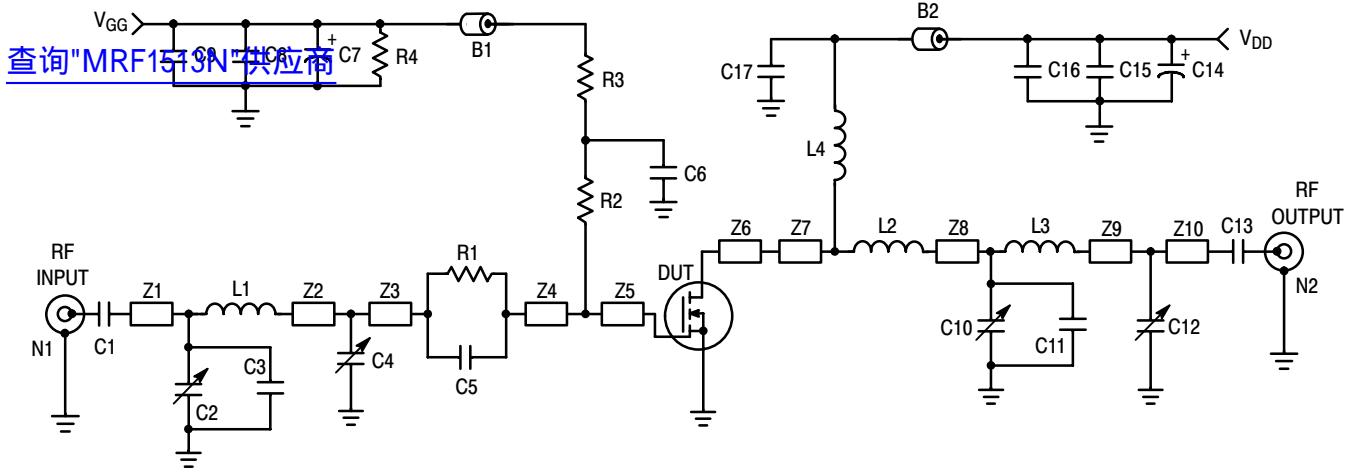 VGG
B2
VDD
查询"MRF1513N"供应商
C9
C8
+
C7
R4
B1
R3
C17
C16
C15
+
C14
L4
C6
R2
RF
INPUT
RF
OUTPUT
Z6
Z7
L2
Z8
L3
Z9
Z10
C13
R1
DUT
N2
Z1
L1
Z2
Z3
Z4
Z5
C10
C11
C12
N1
C1
C3
C4
C5
C2